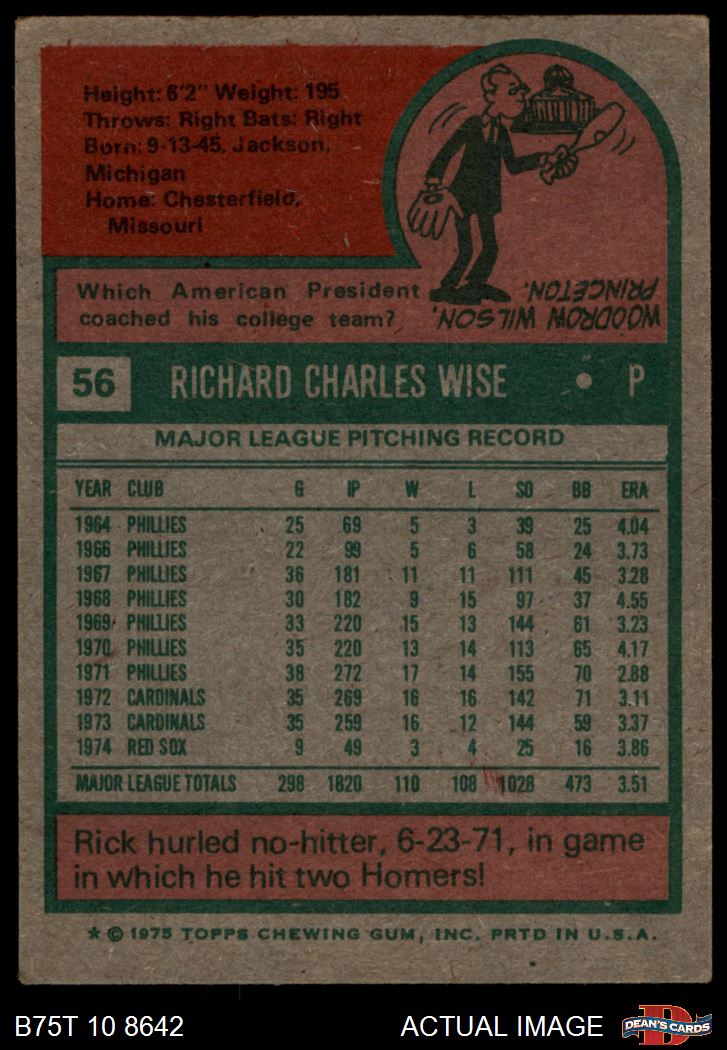 Height: 6'2" Weight: 195
Throws: Right Bats: Right
Born: 9-13-45, Jackson,
Michigan
Home: Chesterfield,
Missouri
Which American President
coached his college team?
WOODROW WILSON,
PRINCETON.
56 RICHARD CHARLES WISE • P
MAJOR LEAGUE PITCHING RECORD
YEAR CLUB G IP W L SO BB ERA
1964 PHILLIES 25 69 5 3 39 25 4.04
1966 PHILLIES 22 99 5 6 58 24 3.73
1967 PHILLIES 36 181 11 11 111 45 3.28
1968 PHILLIES 30 182 9 15 97 37 4.55
1969 PHILLIES 33 220 15 13 144 61 3.23
1970 PHILLIES 35 220 13 14 113 65 4.17
1971 PHILLIES 38 272 17 14 155 70 2.88
1972 CARDINALS 35 269 16 16 142 71 3.11
1973 CARDINALS 35 259 16 12 144 59 3.37
1974 RED SOX 9 49 3 4 25 16 3.86
MAJOR LEAGUE TOTALS 298 1820 110 108 1028 473 3.51
Rick hurled no-hitter, 6-23-71, in game
in which he hit two Homers!
* © 1975 TOPPS CHEWING GUM, INC. PRTD IN U.S.A.
B75T 10 8642 ACTUAL IMAGE D DEAN'S CARDS